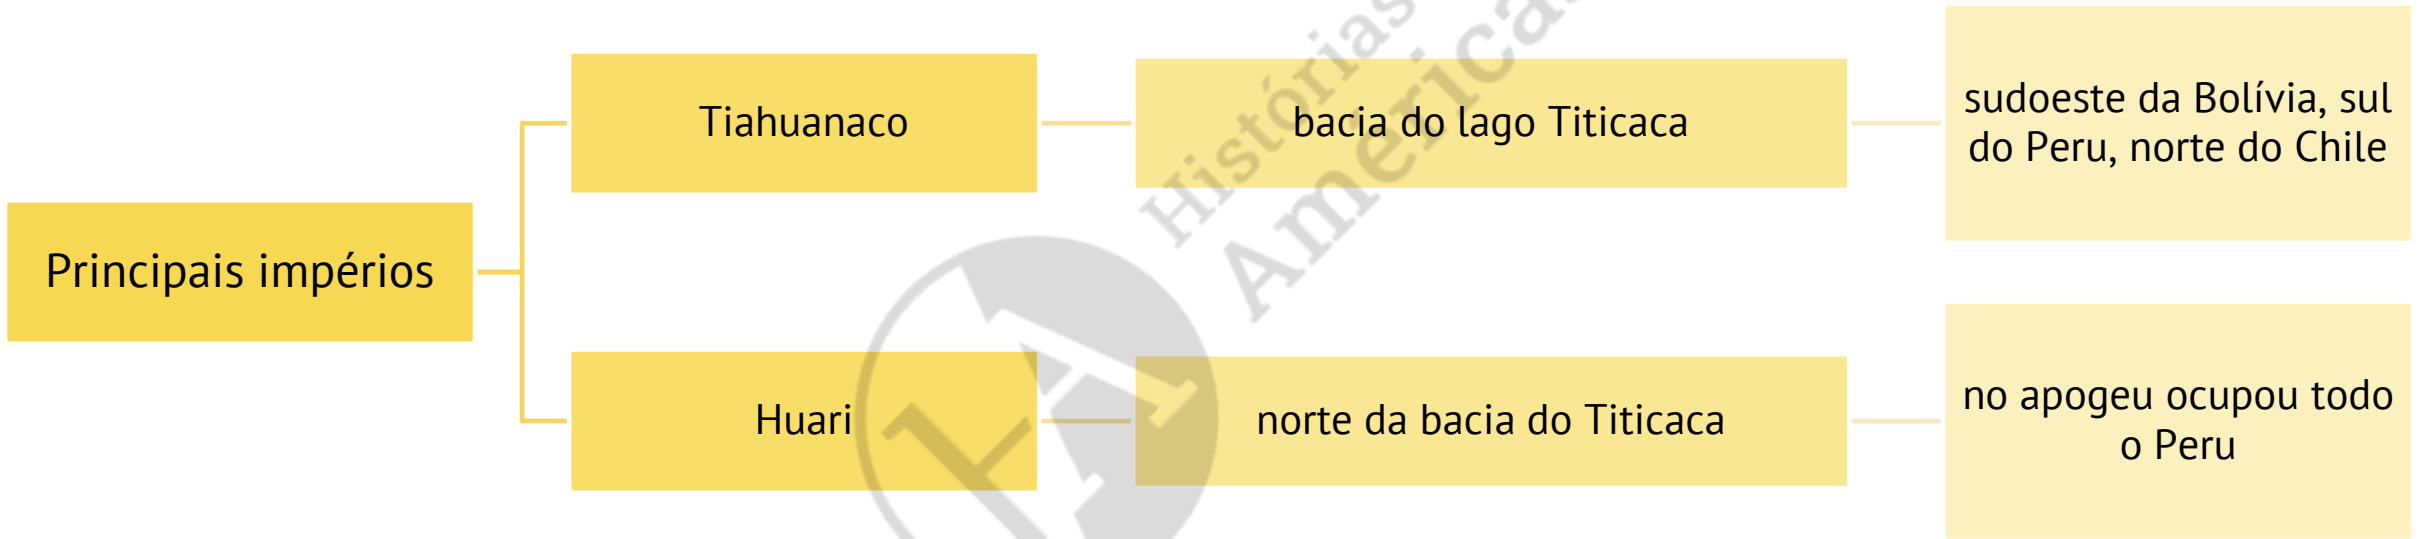 Principais impérios
Tiahuanaco
bacia do lago Titicaca
sudoeste da Bolívia, sul
do Peru, norte do Chile
Huari
norte da bacia do Titicaca
no apogeu ocupou todo
o Peru
Histórias